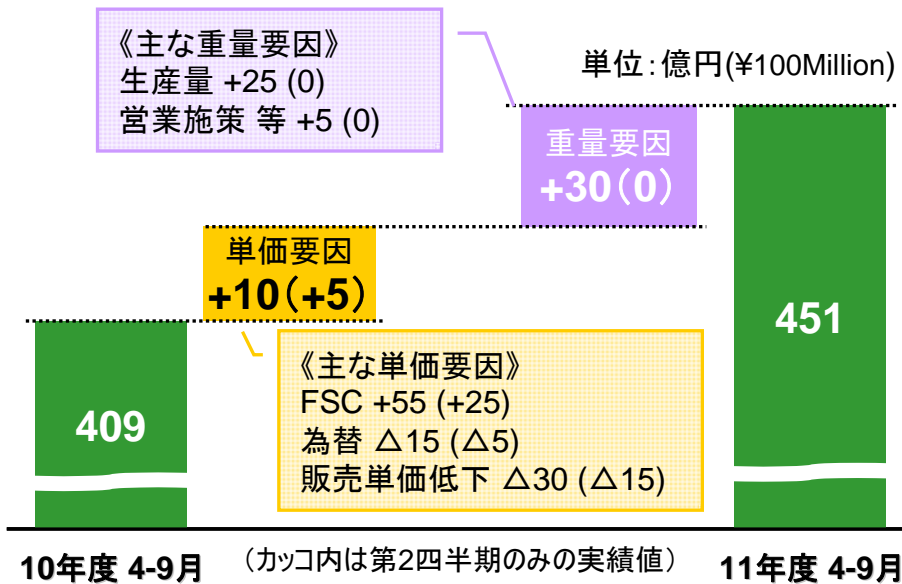 《主な重量要因》
生産量 +25 (0)
営業施策 等 +5 (0)
単位：億円(¥100Million)
重量要因
+30(0)
単価要因
+10(+5)
《主な単価要因》
FSC +55 (+25)
為替 △15 (△5)
販売単価低下 △30 (△15)
409
451
10年度 4-9月
（カッコ内は第2四半期のみの実績値）
11年度 4-9月